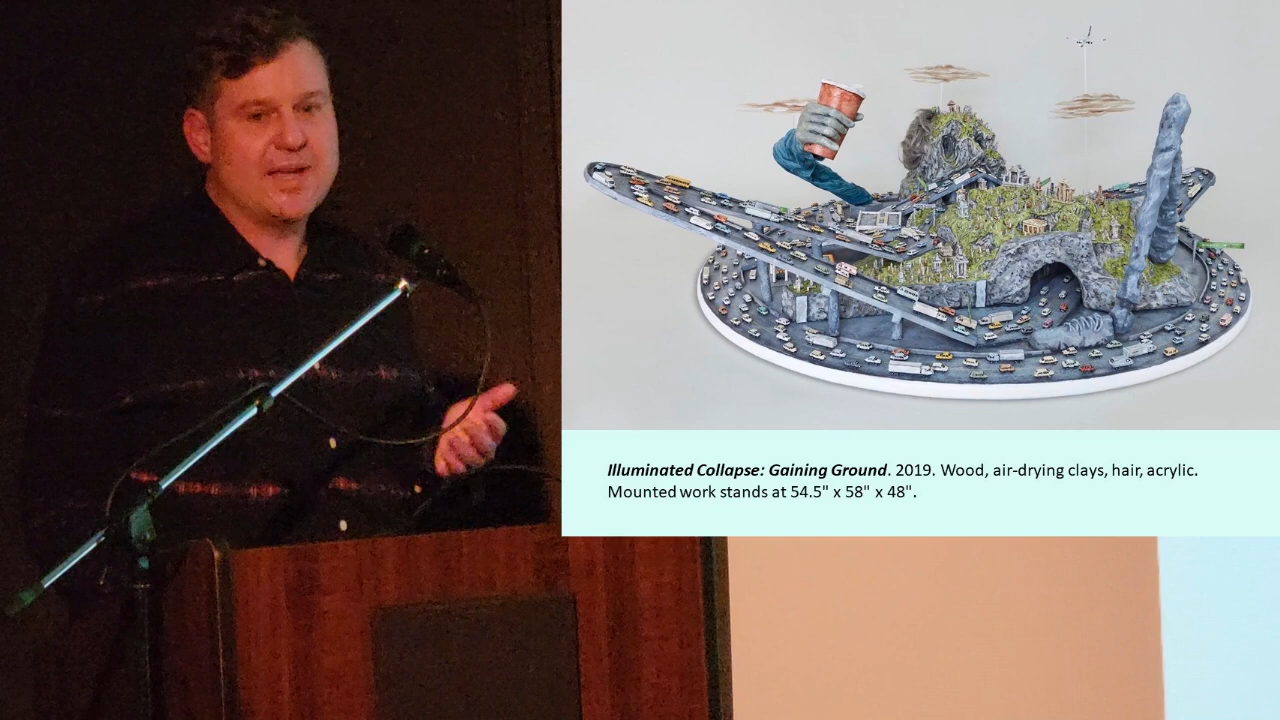 Illuminated Collapse: Gaining Ground. 2019. Wood, air-drying clays, hair, acrylic.
Mounted work stands at 54.5" x 58" x 48".